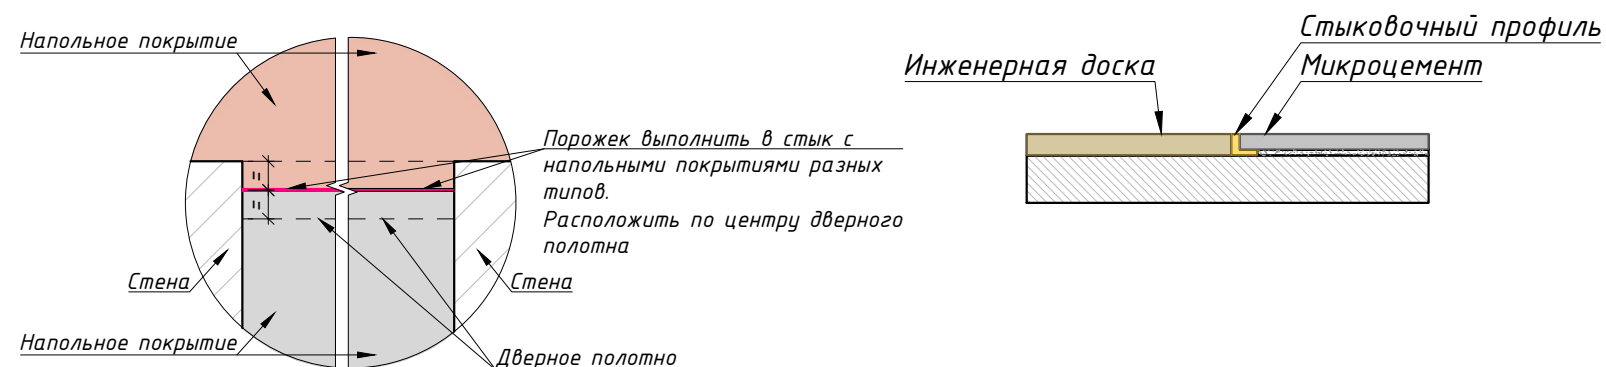 Напольное покрытие
Порожек выполнить в стык с
напольными покрытиями разных
типов.
Расположить по центру дверного
полотна
Стена
Стена
Напольное покрытие
Дверное полотно
Стыковочный профиль
Инженерная доска
Микроцемент